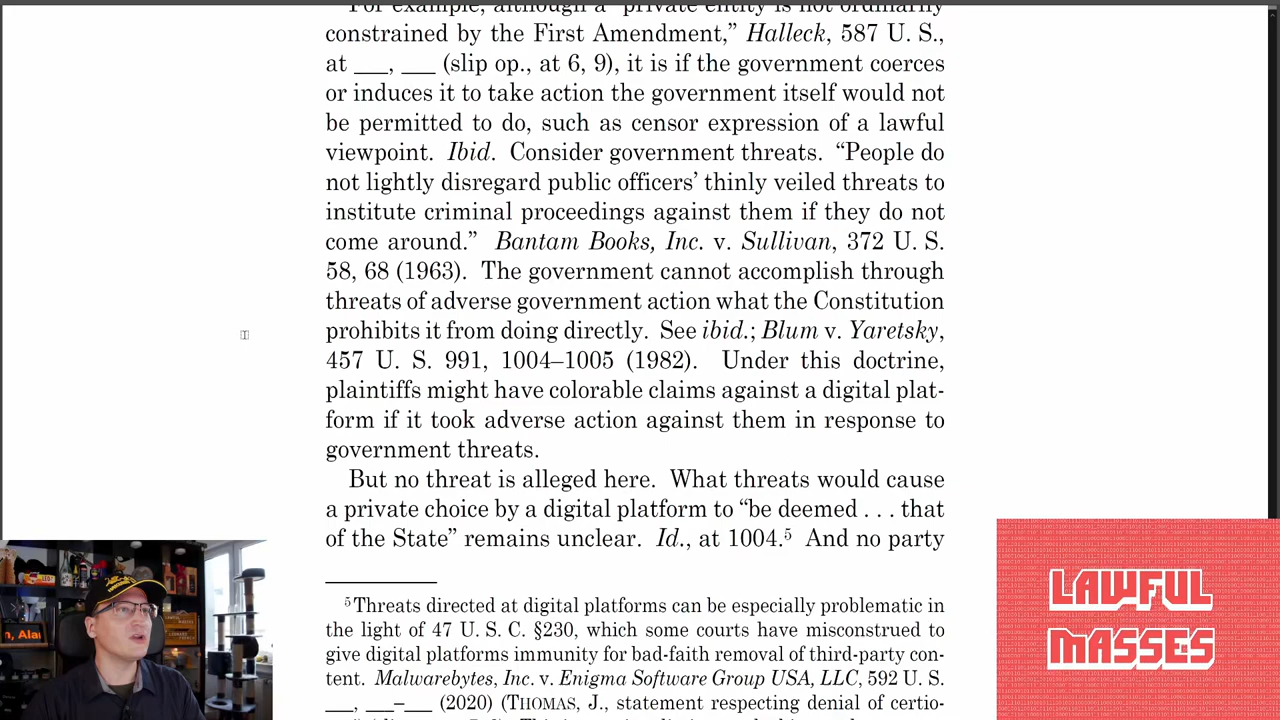 For example, although a "private entity is not ordinarily
constrained by the First Amendment," Halleck, 587 U. S.,
at ___, ___ (slip op., at 6, 9), it is if the government coerces
or induces it to take action the government itself would not
be permitted to do, such as censor expression of a lawful
viewpoint. Ibid. Consider government threats. “People do
not lightly disregard public officers’ thinly veiled threats to
institute criminal proceedings against them if they do not
come around.” Bantam Books, Inc. v. Sullivan, 372 U. S.
58, 68 (1963). The government cannot accomplish through
threats of adverse government action what the Constitution
prohibits it from doing directly. See ibid.; Blum v. Yaretsky,
457 U. S. 991, 1004–1005 (1982). Under this doctrine,
plaintiffs might have colorable claims against a digital plat-
form if it took adverse action against them in response to
government threats.
But no threat is alleged here. What threats would cause
a private choice by a digital platform to “be deemed . . . that
of the State” remains unclear. Id., at 1004.5 And no party
5 Threats directed at digital platforms can be especially problematic in
the light of 47 U. S. C. §230, which some courts have misconstrued to
give digital platforms immunity for bad-faith removal of third-party con-
tent. Malwarebytes, Inc. v. Enigma Software Group USA, LLC, 592 U. S.
___, ___–___ (2020) (THOMAS, J., statement respecting denial of certio-
LAWFUL
MASSES